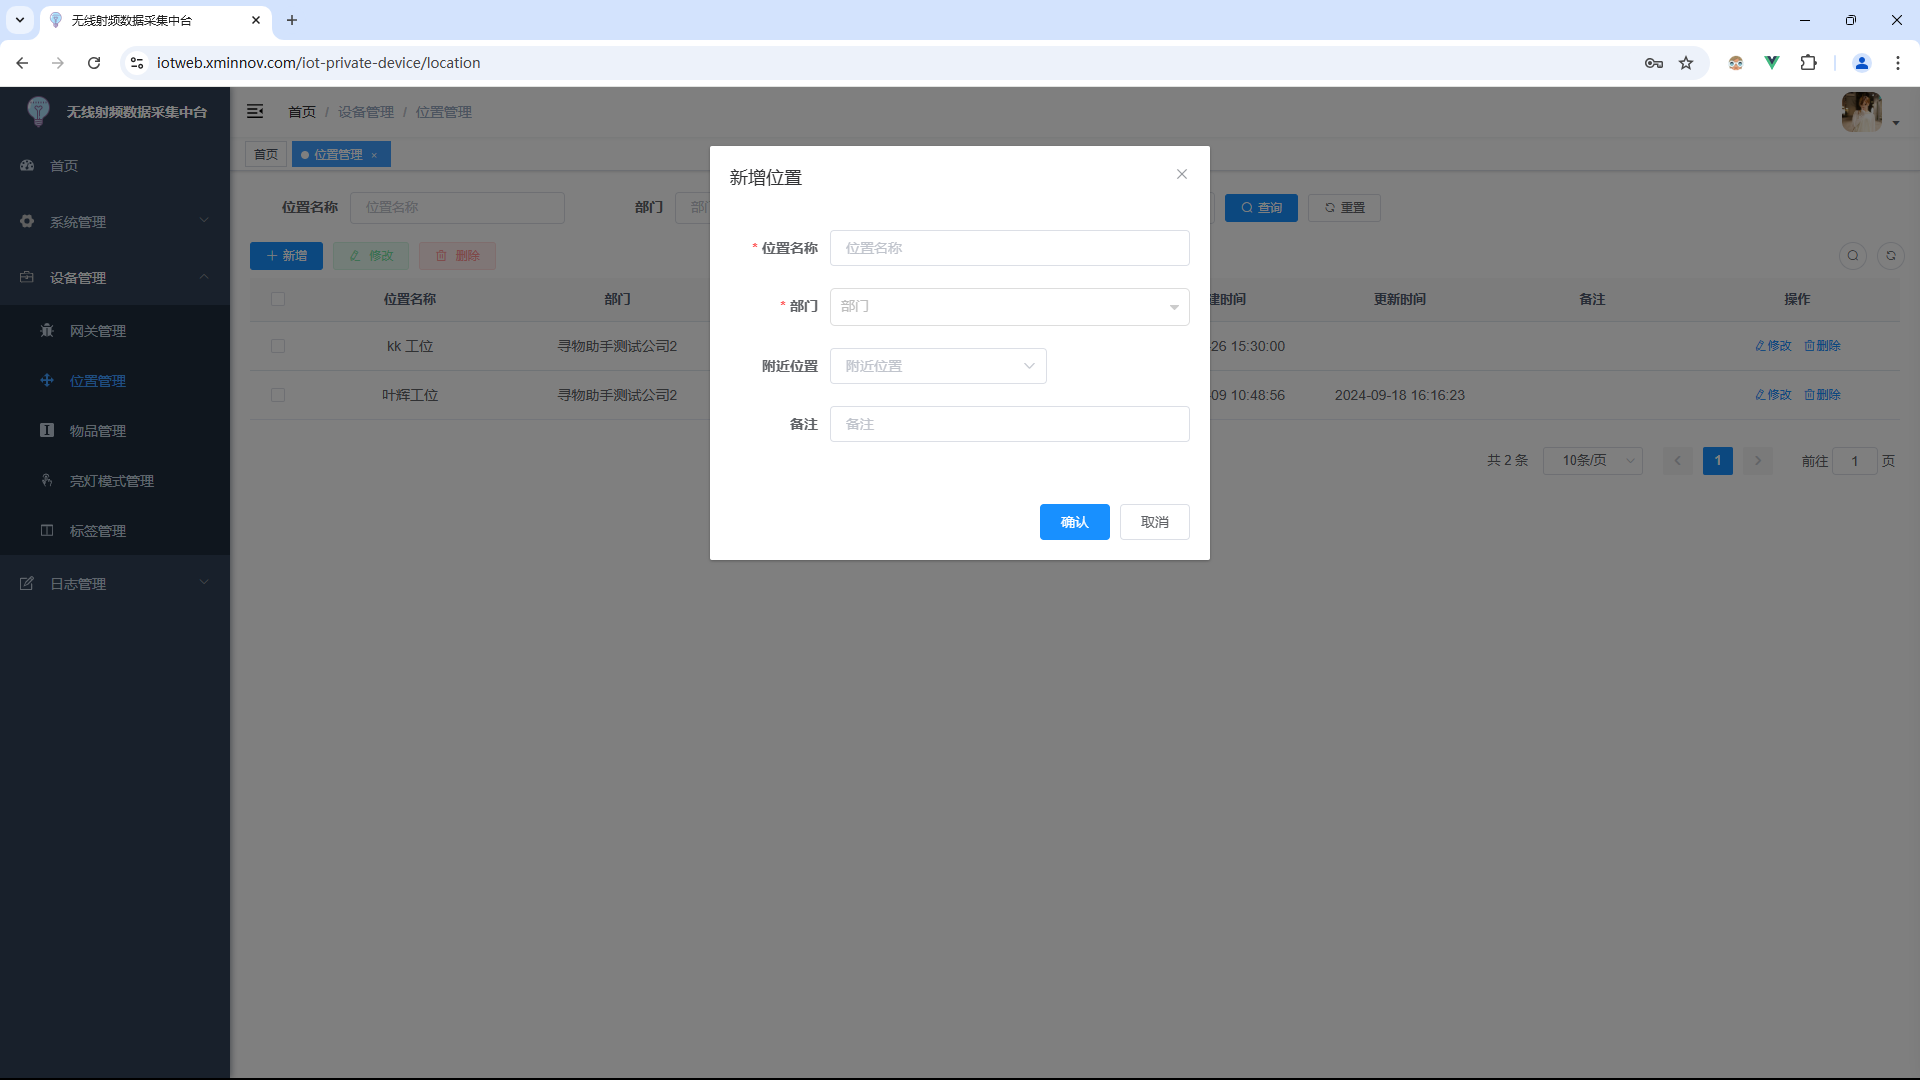 无线射频数据采集中台
iotweb.xminnov.com/iot-private-device/location
无线射频数据采集中台
首页
系统管理
设备管理
网关管理
位置管理
物品管理
亮灯模式管理
标签管理
日志管理
首页 / 设备管理 / 位置管理
首页
位置管理 ×
位置名称 位置名称 部门
查询 重置
新增 修改 删除
位置名称 部门 建时间 更新时间 备注 操作
kk 工位 寻物助手测试公司2 26 15:30:00 修改 删除
叶辉工位 寻物助手测试公司2 09 10:48:56 2024-09-18 16:16:23 修改 删除
共 2 条 10条/页 1 前往 1 页
新增位置
* 位置名称 位置名称
* 部门 部门
附近位置 附近位置
备注 备注
确认 取消